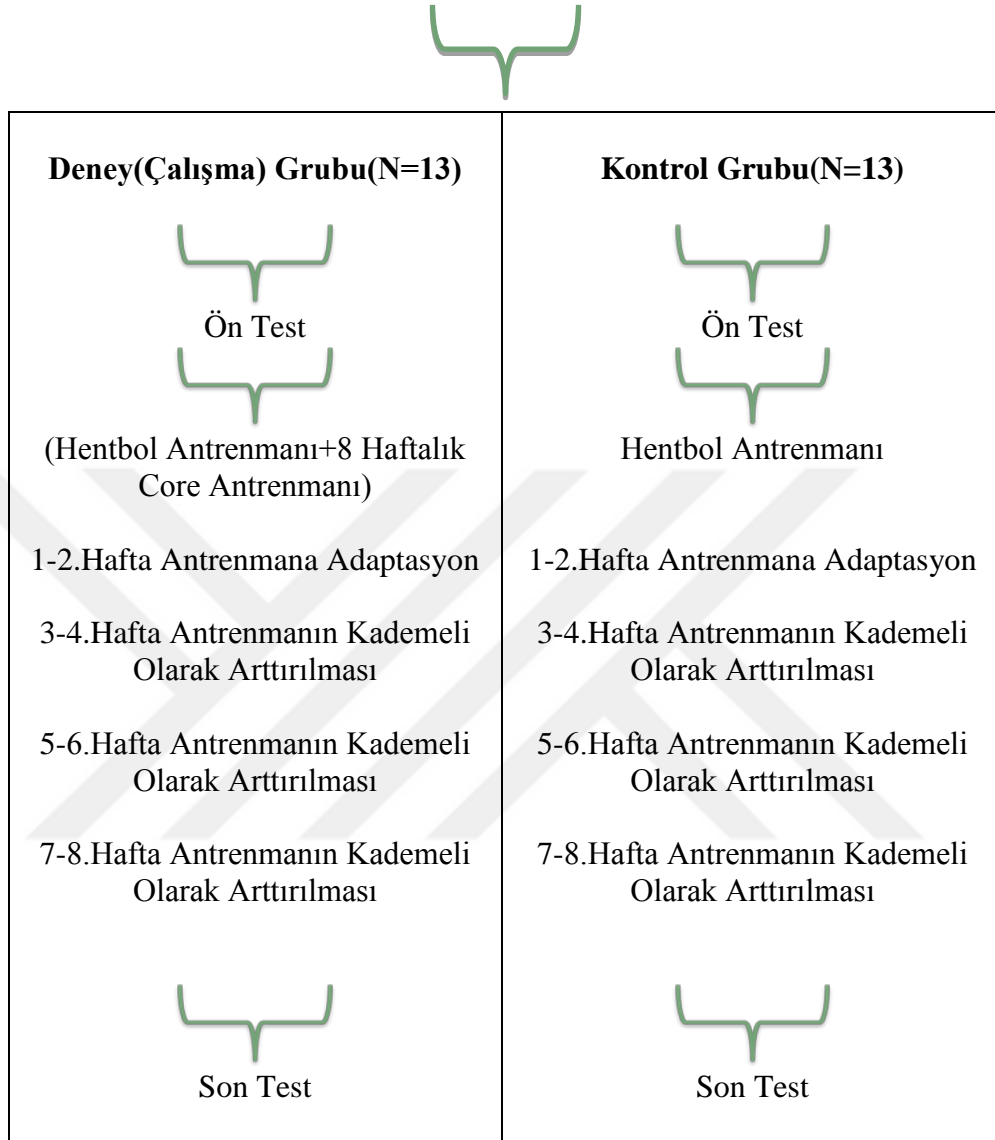 Deney(Çalışma) Grubu(N=13)
Ön Test
(Hentbol Antrenmanı+8 Haftalık
Core Antrenmanı)
1-2.Hafta Antrenmana Adaptasyon
3-4.Hafta Antrenmanın Kademeli
Olarak Arttırılması
5-6.Hafta Antrenmanın Kademeli
Olarak Arttırılması
7-8.Hafta Antrenmanın Kademeli
Olarak Arttırılması
Son Test
Kontrol Grubu(N=13)
Ön Test
Hentbol Antrenmanı
1-2.Hafta Antrenmana Adaptasyon
3-4.Hafta Antrenmanın Kademeli
Olarak Arttırılması
5-6.Hafta Antrenmanın Kademeli
Olarak Arttırılması
7-8.Hafta Antrenmanın Kademeli
Olarak Arttırılması
Son Test